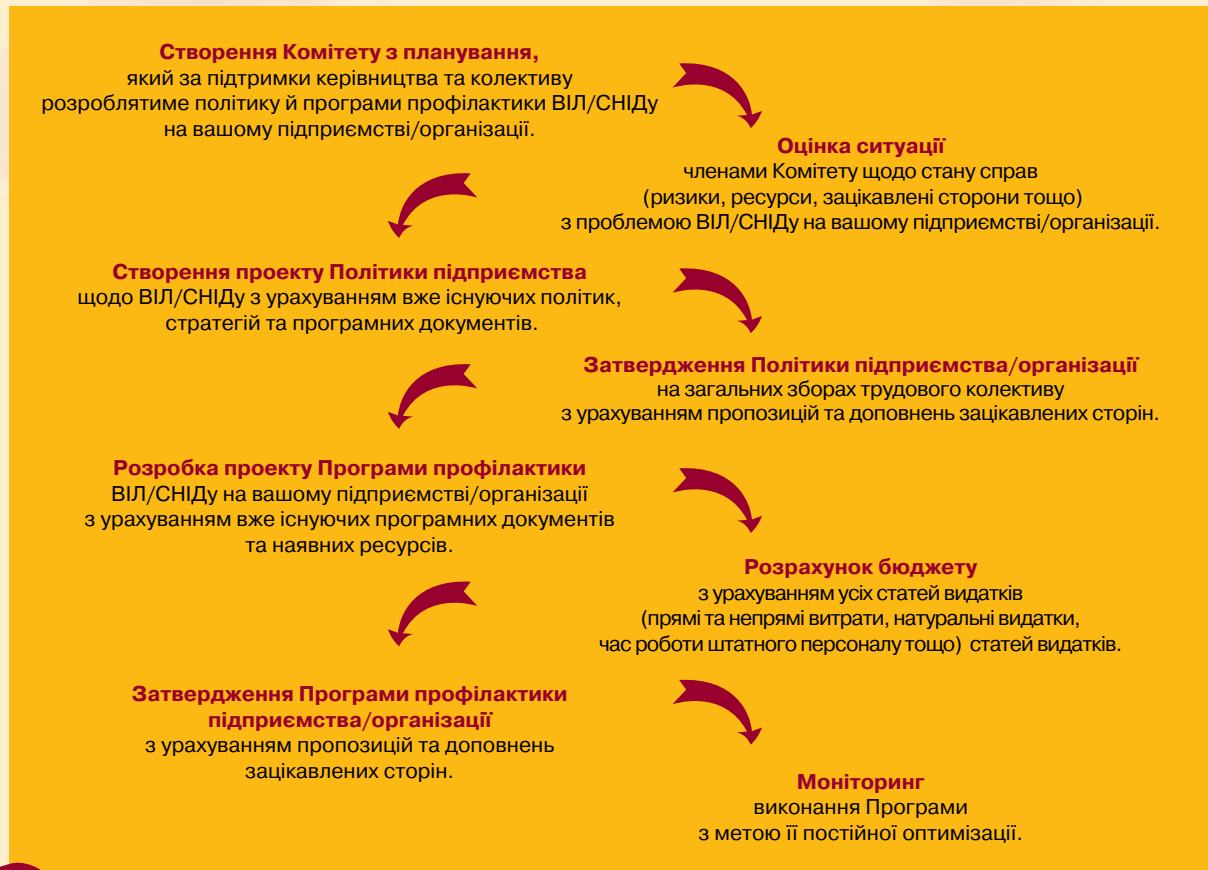 Створення Комітету з планування,
який за підтримки керівництва та колективу
розроблятиме політику й програми профілактики ВІЛ/СНІДу
на вашому підприємстві/організації.
Оцінка ситуації
членами Комітету щодо стану справ
(ризики, ресурси, зацікавлені сторони тощо)
з проблемою ВІЛ/СНІДу на вашому підприємстві/організації.
Створення проекту Політики підприємства
щодо ВІЛ/СНІДу з урахуванням вже існуючих політик,
стратегій та програмних документів.
Затвердження Політики підприємства/організації
на загальних зборах трудового колективу
з урахуванням пропозицій та доповнень зацікавлених сторін.
Розробка проекту Програми профілактики
ВІЛ/СНІДу на вашому підприємстві/організації
з урахуванням вже існуючих програмних документів
та наявних ресурсів.
Розрахунок бюджету
з урахуванням усіх статей видатків
(прямі та непрямі витрати, натуральні видатки,
час роботи штатного персоналу тощо) статей видатків.
Затвердження Програми профілактики
підприємства/організації
з урахуванням пропозицій та доповнень
зацікавлених сторін.
Моніторинг
виконання Програми
з метою її постійної оптимізації.